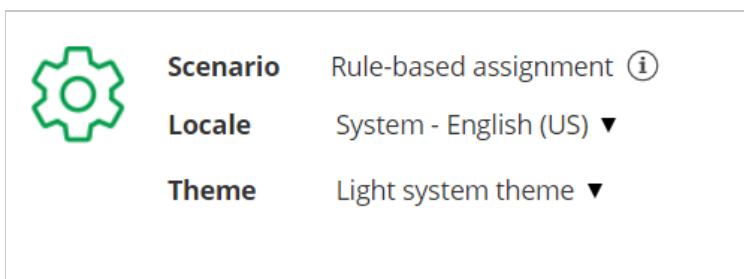 Scenario Rule-based assignment i
Locale System - English (US) ▼
Theme Light system theme ▼